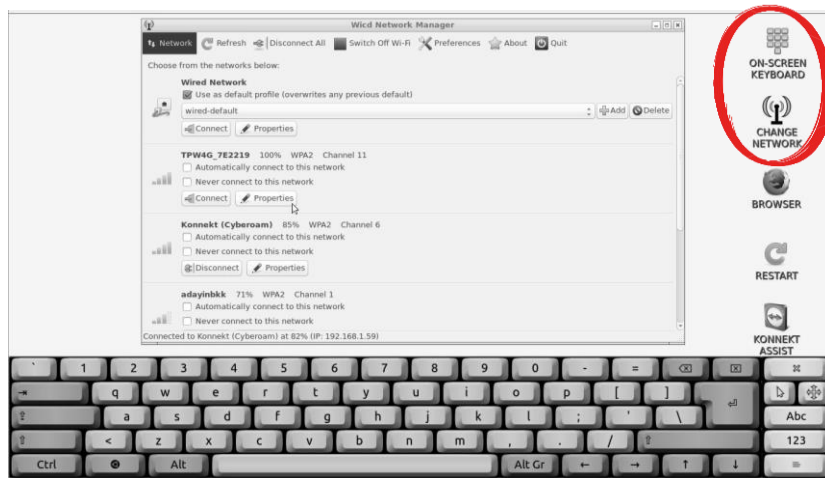 Wicd Network Manager
Network Refresh Disconnect All Switch Off Wi-Fi Preferences About Quit
Choose from the networks below:
Wired Network
Use as default profile (overwrites any previous default)
wired-default Add Delete
Connect Properties
TPW4G_7E2219 100% WPA2 Channel 11
Automatically connect to this network
Never connect to this network
Connect Properties
Konnekt (Cyberoam) 85% WPA2 Channel 6
Automatically connect to this network
Never connect to this network
Disconnect Properties
adayinbkk 71% WPA2 Channel 1
Automatically connect to this network
Never connect to this network
Connected to Konnekt (Cyberoam) at 82% (IP: 192.168.1.59)
ON-SCREEN
KEYBOARD
CHANGE
NETWORK
BROWSER
RESTART
KONNEKT
ASSIST
` 1 2 3 4 5 6 7 8 9 0 - =
q w e r t y u i o p [ ]
a s d f g h j k l ; ' \ Abc
< z x c v b n m , . / 123
Ctrl Alt Alt Gr ← → ↑ ↓